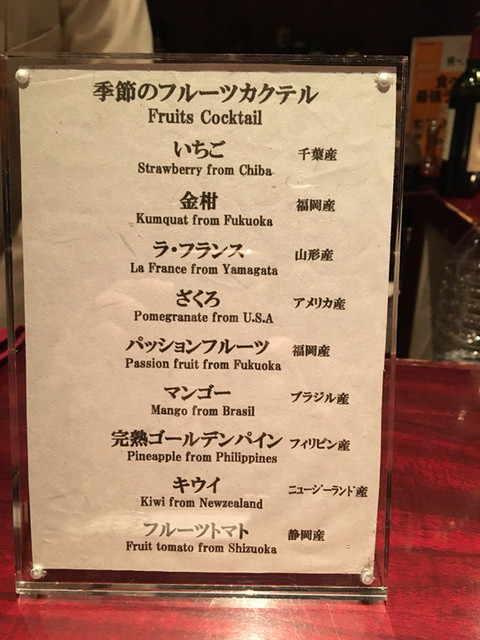 季節のフルーツカクテル
Fruits Cocktail
いちご 千葉産
Strawberry from Chiba
金柑 福岡産
Kumquat from Fukuoka
ラ・フランス 山形産
La France from Yamagata
ざくろ アメリカ産
Pomegranate from U.S.A
パッションフルーツ 福岡産
Passion fruit from Fukuoka
マンゴー ブラジル産
Mango from Brasil
完熟ゴールデンパイン フィリピン産
Pineapple from Philippines
キウイ ニュージーランド産
Kiwi from Newzealand
フルーツトマト 静岡産
Fruit tomato from Shizuoka